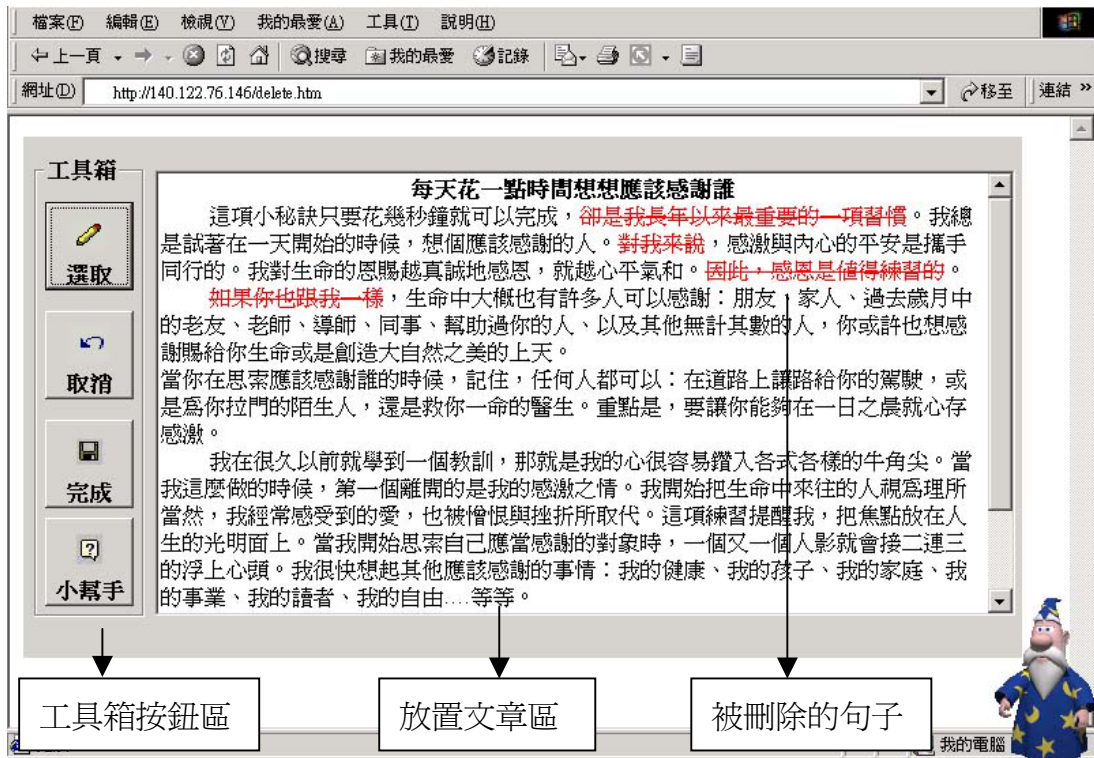 檔案(F) 編輯(E) 檢視(V) 我的最愛(A) 工具(T) 說明(H)
上一頁 搜尋 我的最愛 記錄
網址(D) http://140.122.76.146/delete.htm 移至 連結 »
工具箱
選取
取消
完成
小幫手
每天花一點時間想想應該感謝誰
這項小秘訣只要花幾秒鐘就可以完成，卻是我長年以來最重要的一項習慣。我總
是試著在一天開始的時候，想個應該感謝的人。對我來說，感激與內心的平安是攜手
同行的。我對生命的恩賜越真誠地感恩，就越心平氣和。因此，感恩是值得練習的。
如果你也跟我一樣，生命中大概也有許多人可以感謝：朋友、家人、過去歲月中
的老友、老師、導師、同事、幫助過你的人、以及其他無計其數的人，你或許也想感
謝賜給你生命或是創造大自然之美的上天。
當你在思索應該感謝誰的時候，記住，任何人都可以：在道路上讓路給你的駕駛，或
是為你拉門的陌生人，還是救你一命的醫生。重點是，要讓你能夠在一日之晨就心存
感激。
我在很久以前就學到一個教訓，那就是我的心很容易鑽入各式各樣的牛角尖。當
我這麼做的時候，第一個離開的是我的感激之情。我開始把生命中來往的人視為理所
當然，我經常感受到的愛，也被憎恨與挫折所取代。這項練習提醒我，把焦點放在人
生的光明面上。當我開始思索自己應當感謝的對象時，一個又一個人影就會接二連三
的浮上心頭。我很快想起其他應該感謝的事情：我的健康、我的孩子、我的家庭、我
的事業、我的讀者、我的自由....等等。
工具箱按鈕區
放置文章區
被刪除的句子
我的電腦